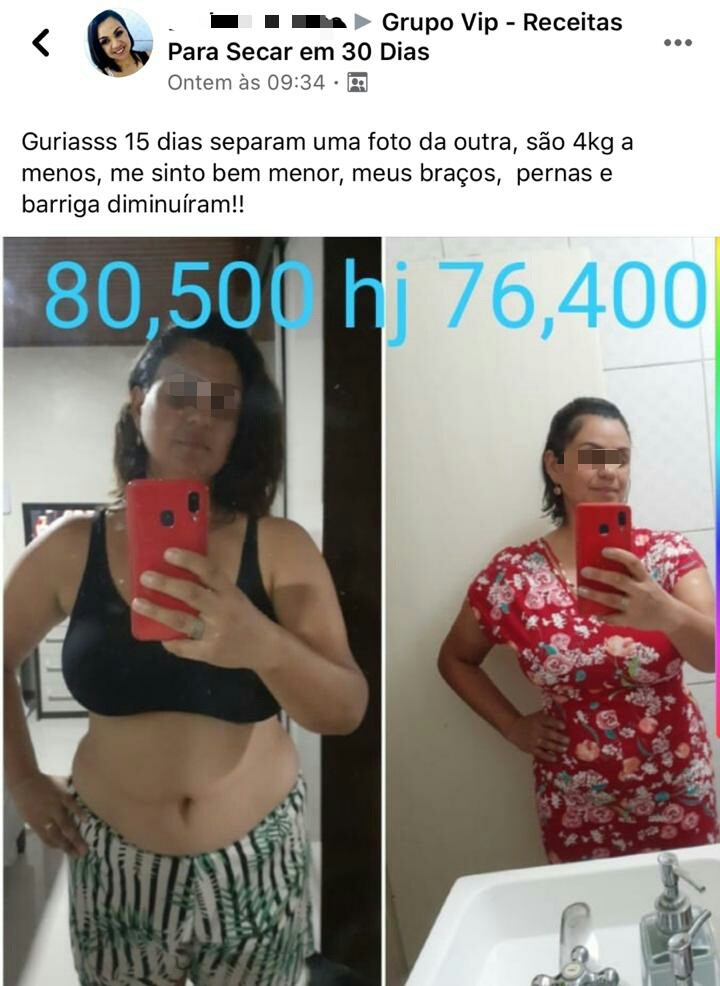 Grupo Vip - Receitas
Para Secar em 30 Dias
Ontem às 09:34 ·
Guriasss 15 dias separam uma foto da outra, são 4kg a
menos, me sinto bem menor, meus braços, pernas e
barriga diminuíram!!
80,500 hj 76,400